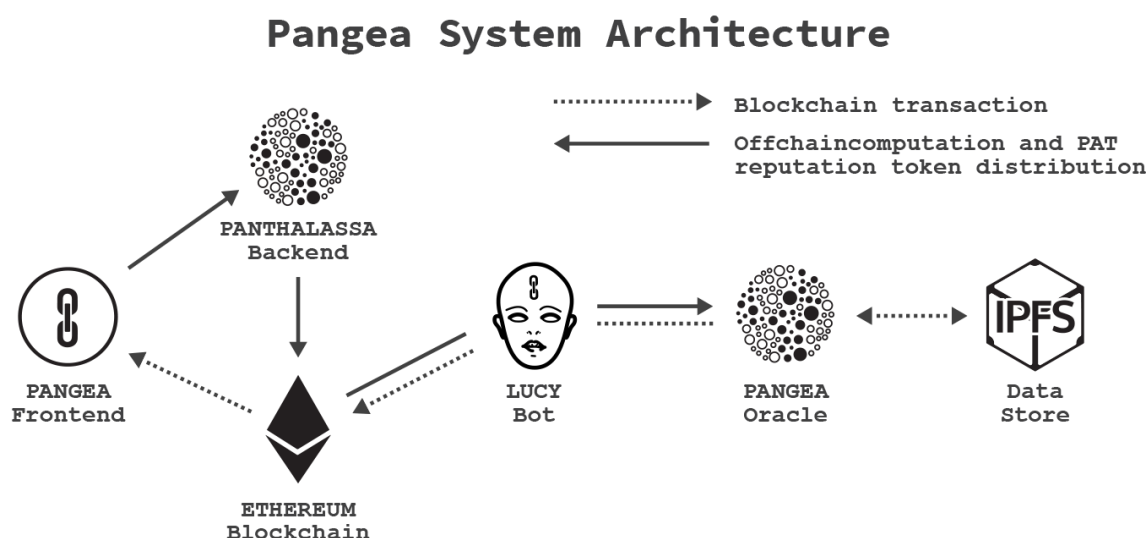 Pangea System Architecture
Blockchain transaction
Offchaincomputation and PAT
reputation token distribution
PANTHALASSA
Backend
PANGEA
Frontend
ETHEREUM
Blockchain
LUCY
Bot
PANGEA
Oracle
IPFS
Data
Store